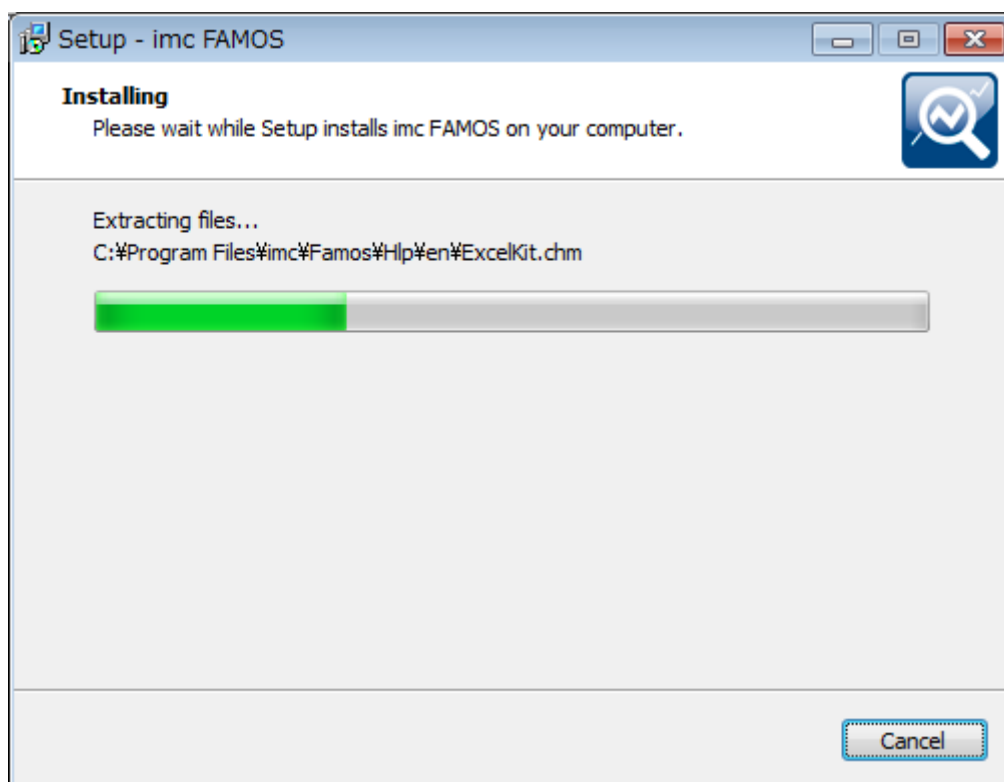 Setup - imc FAMOS
Installing
Please wait while Setup installs imc FAMOS on your computer.
Extracting files...
C:¥Program Files¥imc¥Famos¥Hlp¥en¥ExcelKit.chm
Cancel